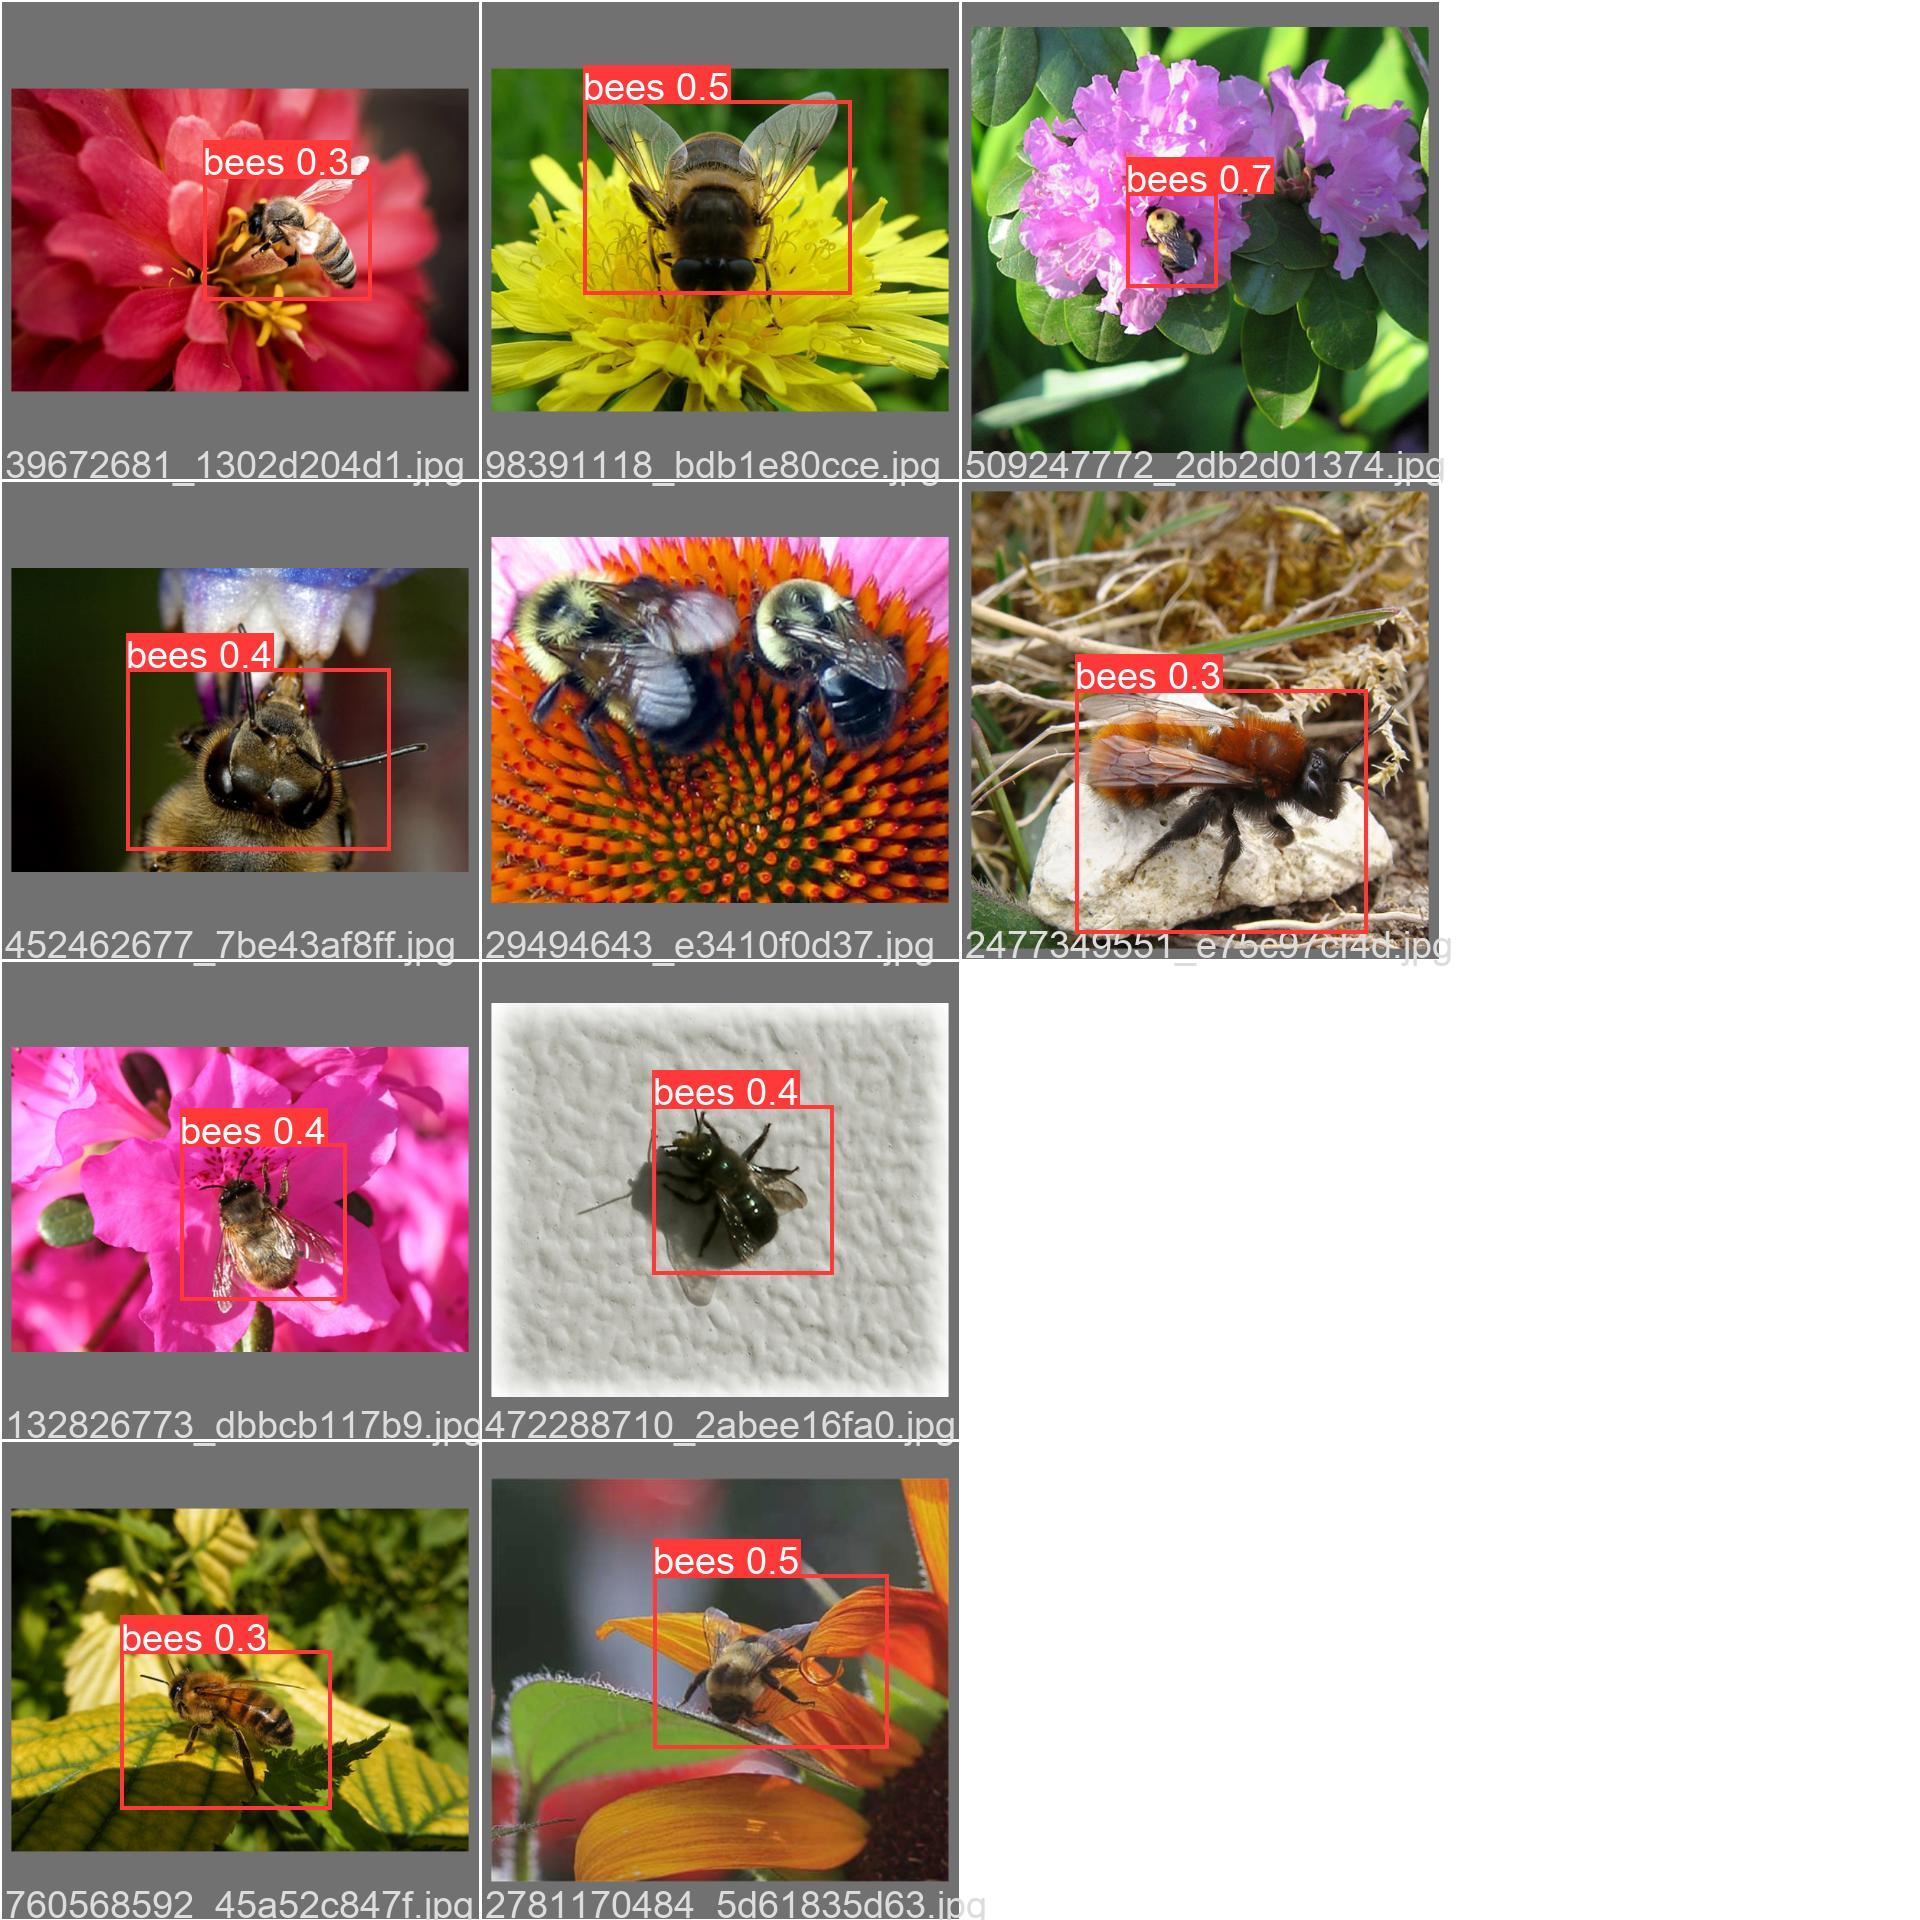 bees 0.3
39672681_1302d204d1.jpg
bees 0.5
98391118_bdb1e80cce.jpg
bees 0.7
509247772_2db2d01374.jpg
bees 0.4
452462677_7be43af8ff.jpg
29494643_e3410f0d37.jpg
bees 0.3
2477349551_e75c97cf4d.jpg
bees 0.4
132826773_dbbcb117b9.jpg
bees 0.4
472288710_2abee16fa0.jpg
bees 0.3
760568592_45a52c847f.jpg
bees 0.5
2781170484_5d61835d63.jpg